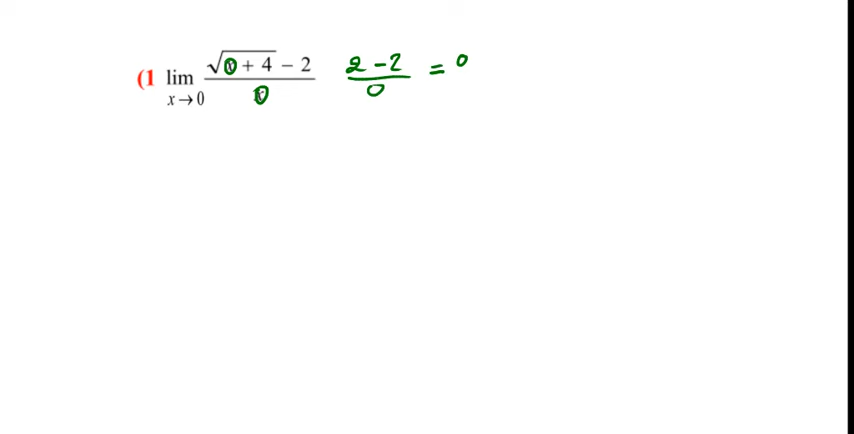 (1 lim x→0 (√(0 + 4) − 2) / 0    (2 − 2) / 0 = 0